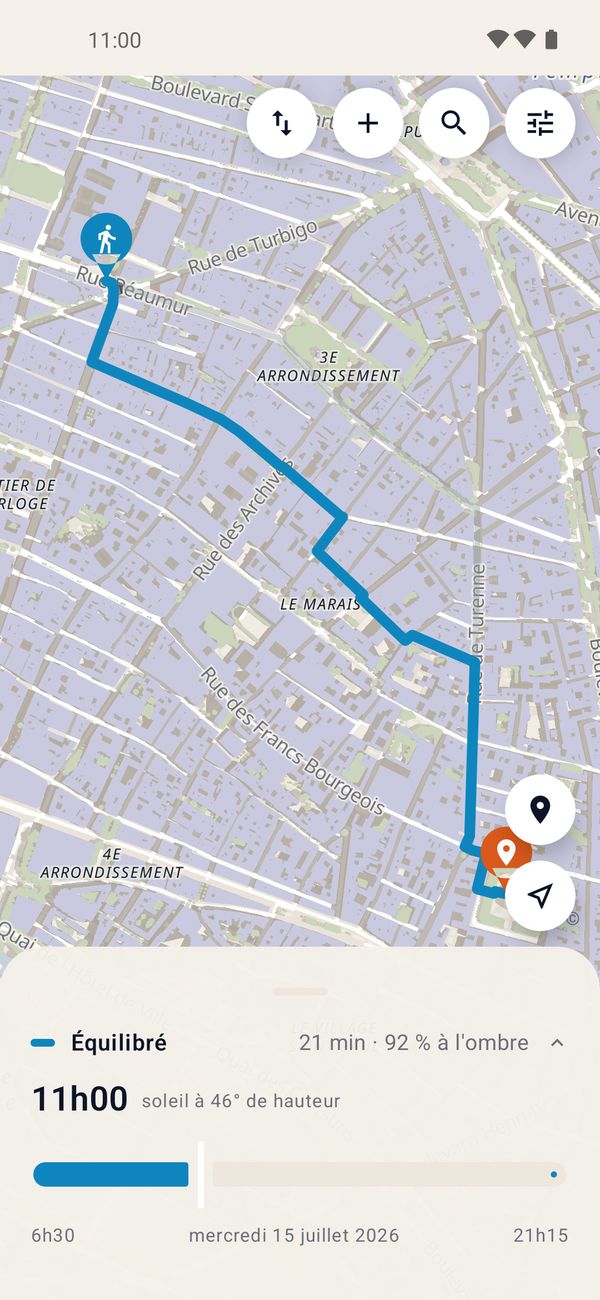 11:00
Boulevard S
Aven
Rue de Turbigo
Rue Réaumur
3E
ARRONDISSEMENT
TIER DE
RLOGE
Rue des Archives
LE MARAIS
Rue de Turenne
Rue des Francs Bourgeois
4E
ARRONDISSEMENT
Quai
©
Équilibré
21 min · 92 % à l'ombre
11h00 soleil à 46° de hauteur
6h30
mercredi 15 juillet 2026
21h15